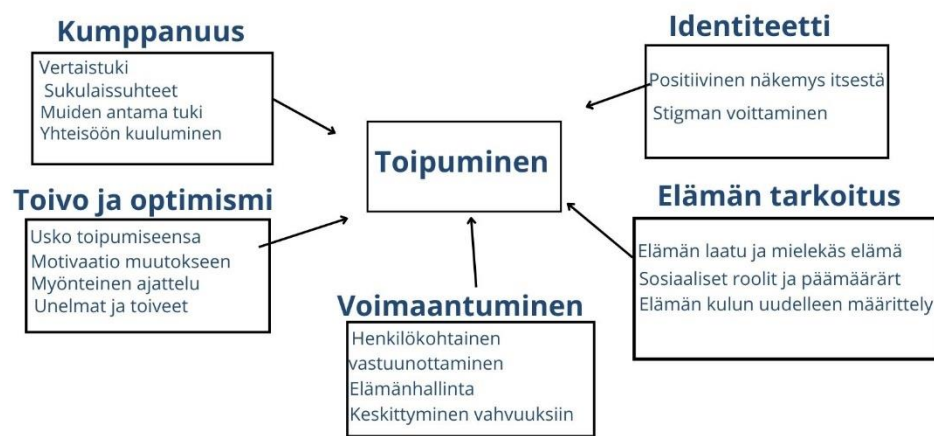 Kumppanuus
Vertaistuki
Sukulaissuhteet
Muiden antama tuki
Yhteisöön kuuluminen
Identiteetti
Positiivinen näkemys itsestä
Stigman voittaminen
Toipuminen
Toivo ja optimismi
Usko toipumiseensa
Motivaatio muutokseen
Myönteinen ajattelu
Unelmat ja toiveet
Elämän tarkoitus
Elämän laatu ja mielekäs elämä
Sosiaaliset roolit ja päämäärärt
Elämän kulun uudelleen määrittely
Voimaantuminen
Henkilökohtainen
vastuunottaminen
Elämänhallinta
Keskittyminen vahvuuksiin